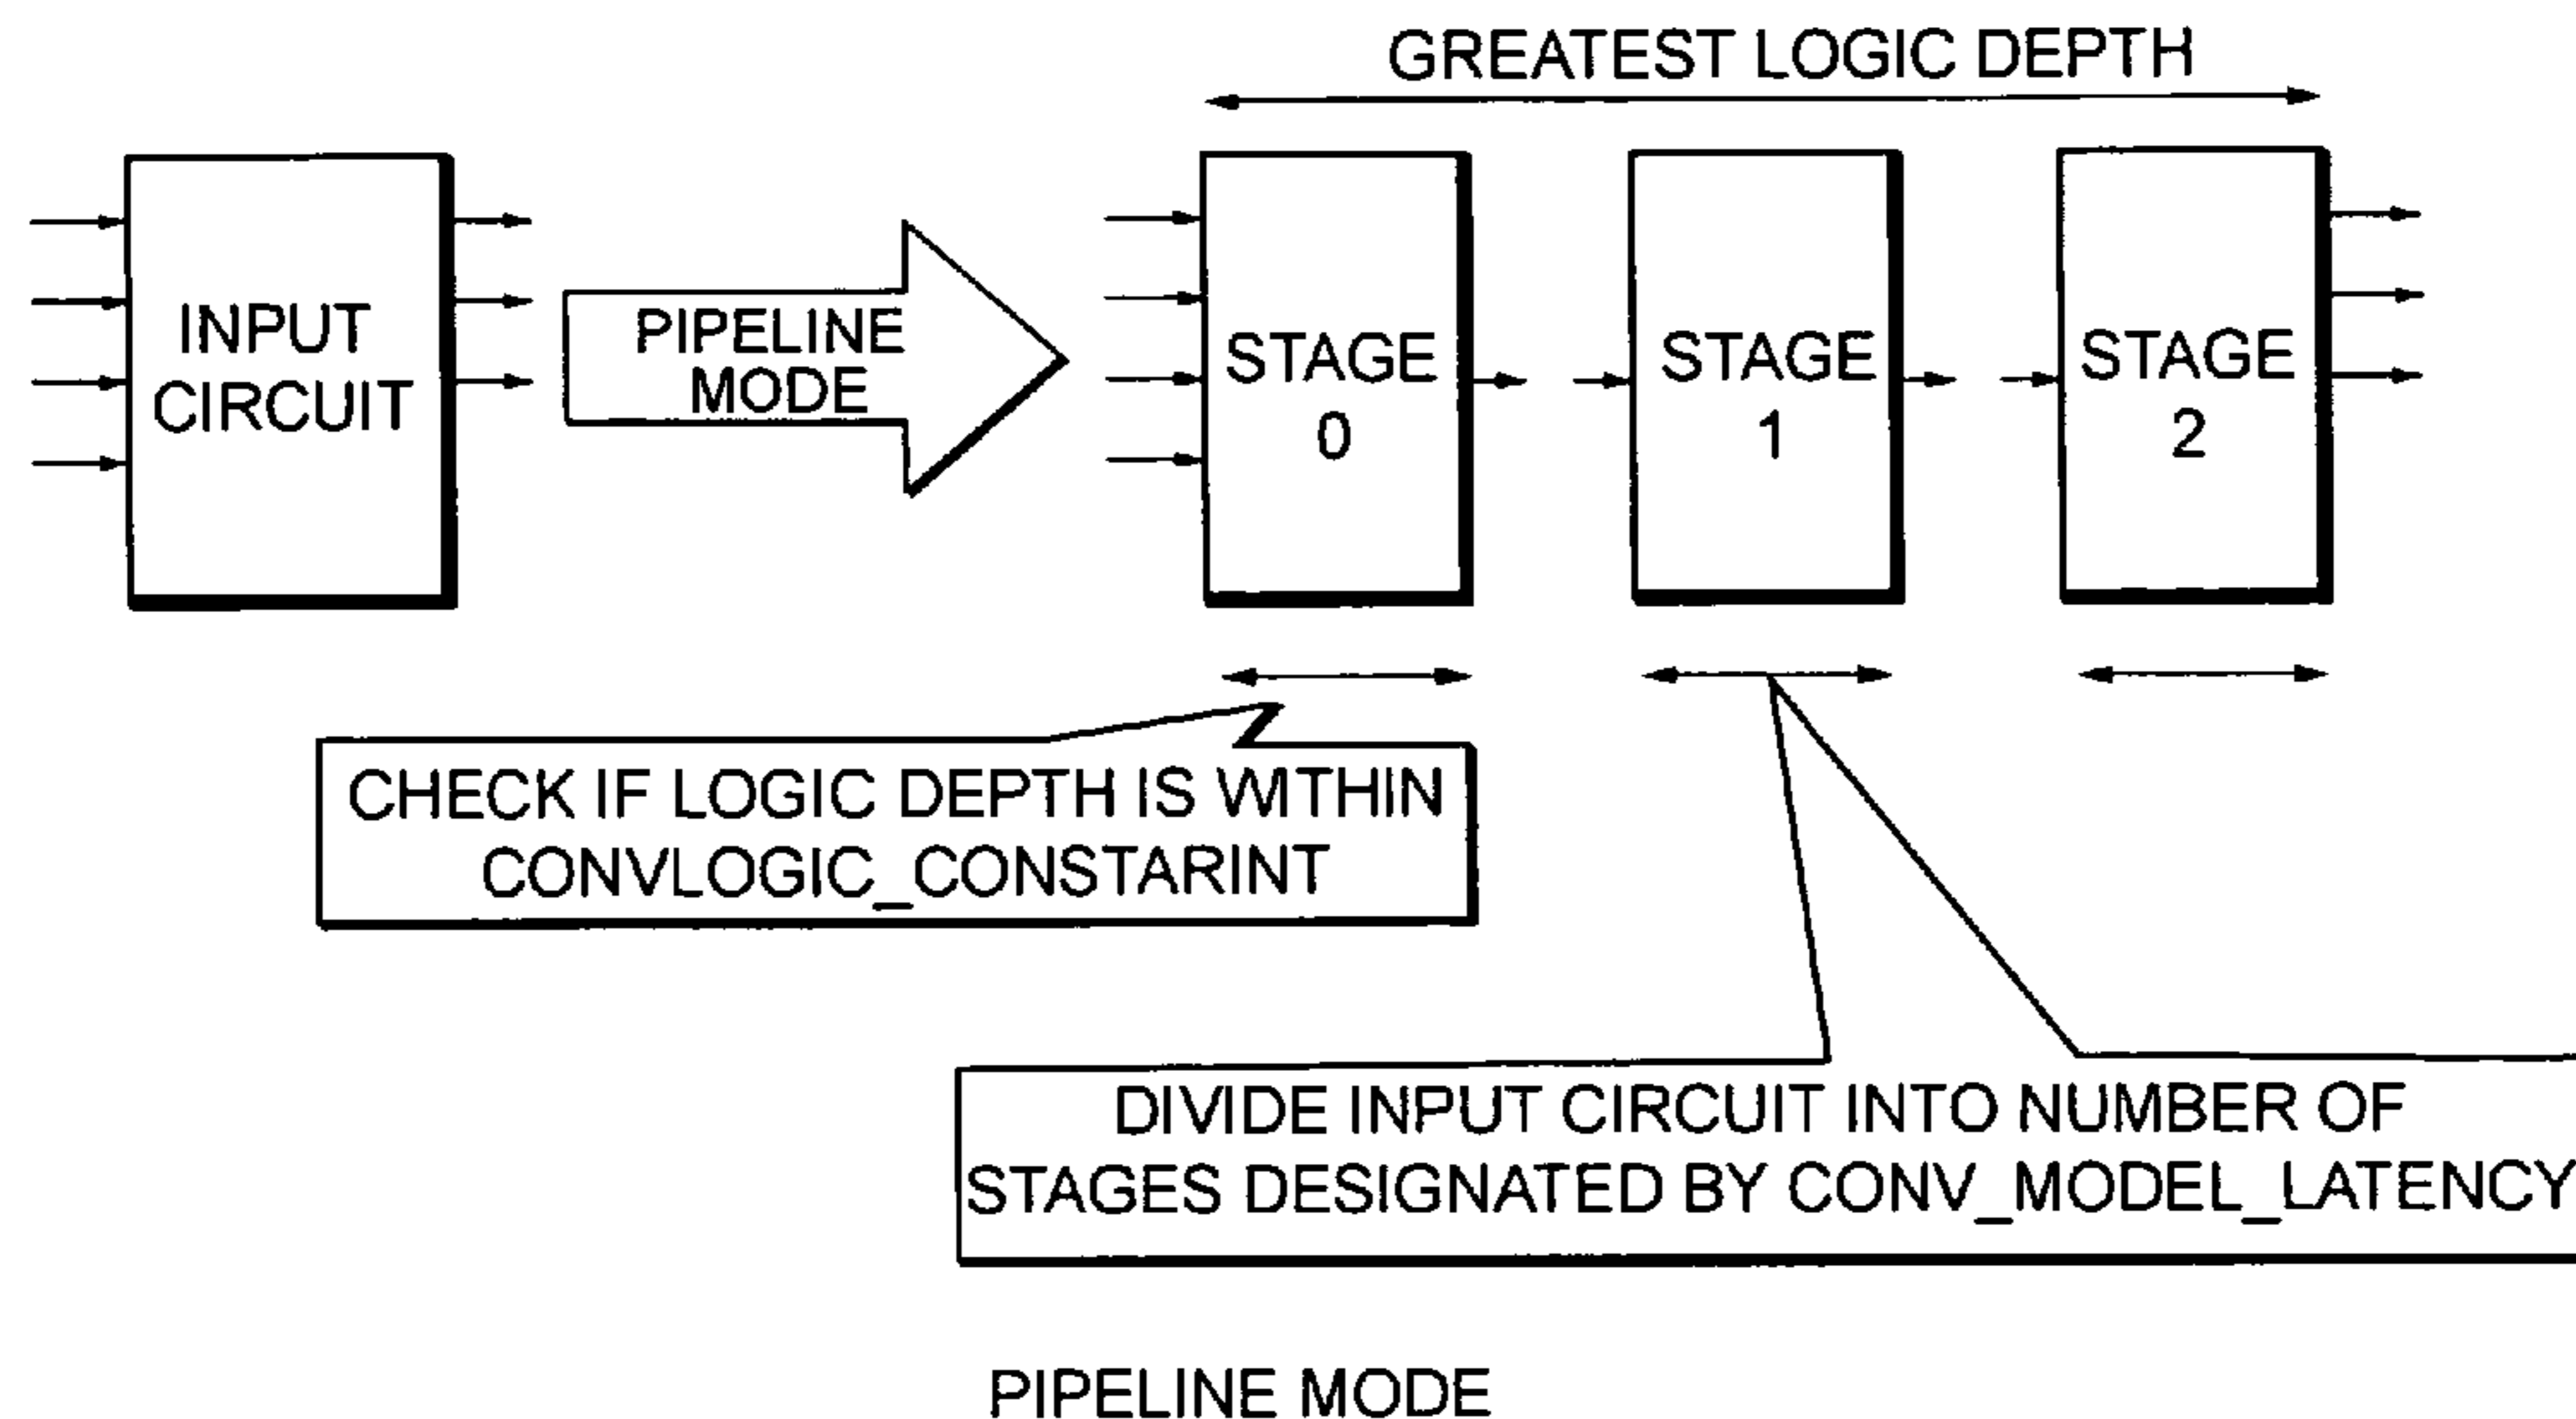 GREATEST LOGIC DEPTH
INPUT
CIRCUIT
PIPELINE
MODE
STAGE
0
STAGE
1
STAGE
2
CHECK IF LOGIC DEPTH IS WITHIN
CONVLOGIC_CONSTARINT
DIVIDE INPUT CIRCUIT INTO NUMBER OF
STAGES DESIGNATED BY CONV_MODEL_LATENCY
PIPELINE MODE